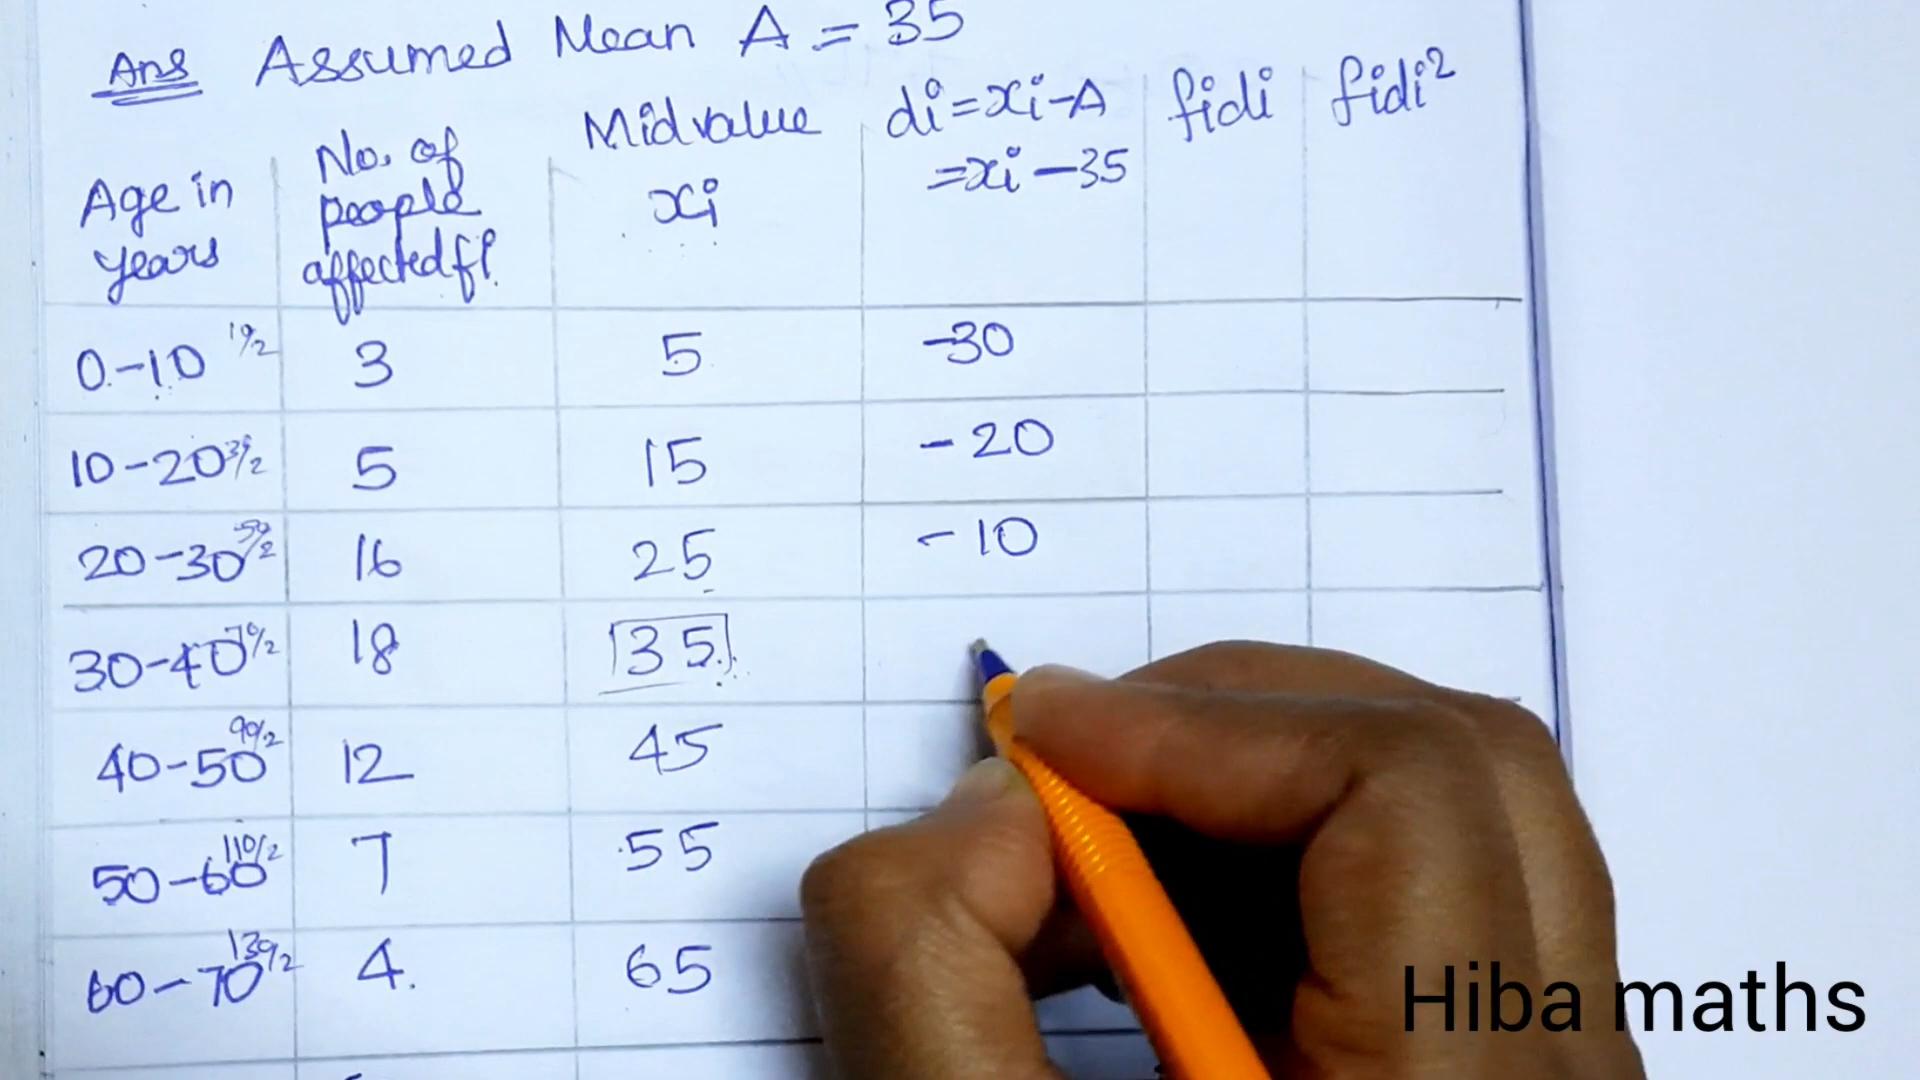 Ans Assumed Mean A = 35
Age in years | No. of people affected fi | Midvalue xi | di = xi - A = xi - 35 | fidi | fidi²
0-10 10/2 | 3 | 5 | -30
10-20 30/2 | 5 | 15 | -20
20-30 50/2 | 16 | 25 | -10
30-40 70/2 | 18 | 35
40-50 90/2 | 12 | 45
50-60 110/2 | 7 | 55
60-70 130/2 | 4 | 65
Hiba maths